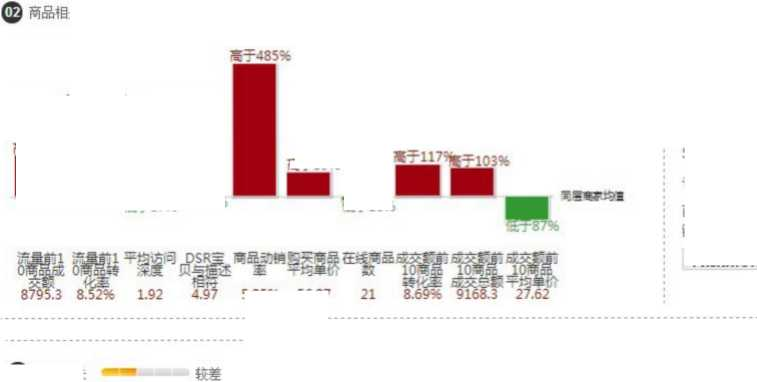 02 商品相
高于485%
高于117%
高于103%
同层商家均值
低于87%
流量前10商品成交额
流量前10商品转化率
平均访问深度
DSR宝贝与描述相符
商品动销率
购买商品平均单价
在线商品数
成交额前10商品转化率
成交额前10商品成交总额
成交额前10商品平均单价
8795.3 8.52% 1.92 4.97 21 8.69% 9168.3 27.62
较差